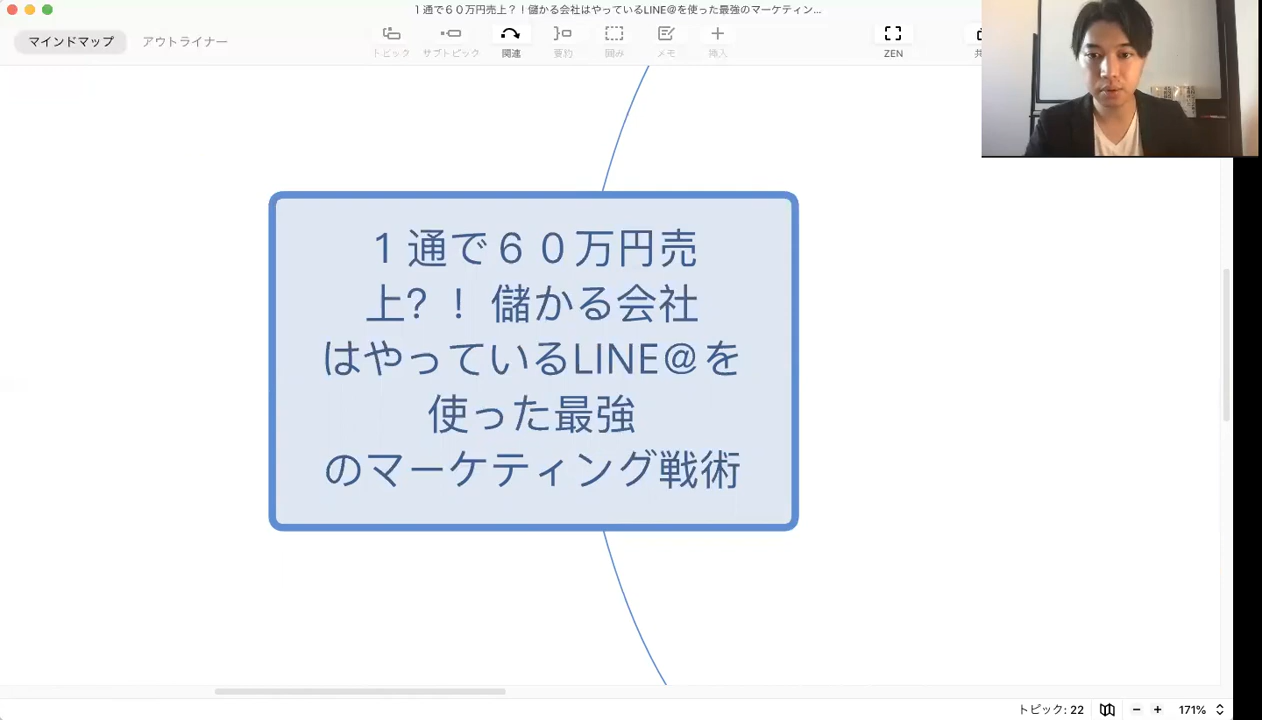 １通で６０万円売上？！儲かる会社はやっているLINE@を使った最強のマーケティン...
マインドマップ
アウトライナー
トピック
サブトピック
関連
要約
囲み
メモ
挿入
ZEN
１通で６０万円売
上？！ 儲かる会社
はやっているLINE@を
使った最強
のマーケティング戦術
トピック: 22
171%